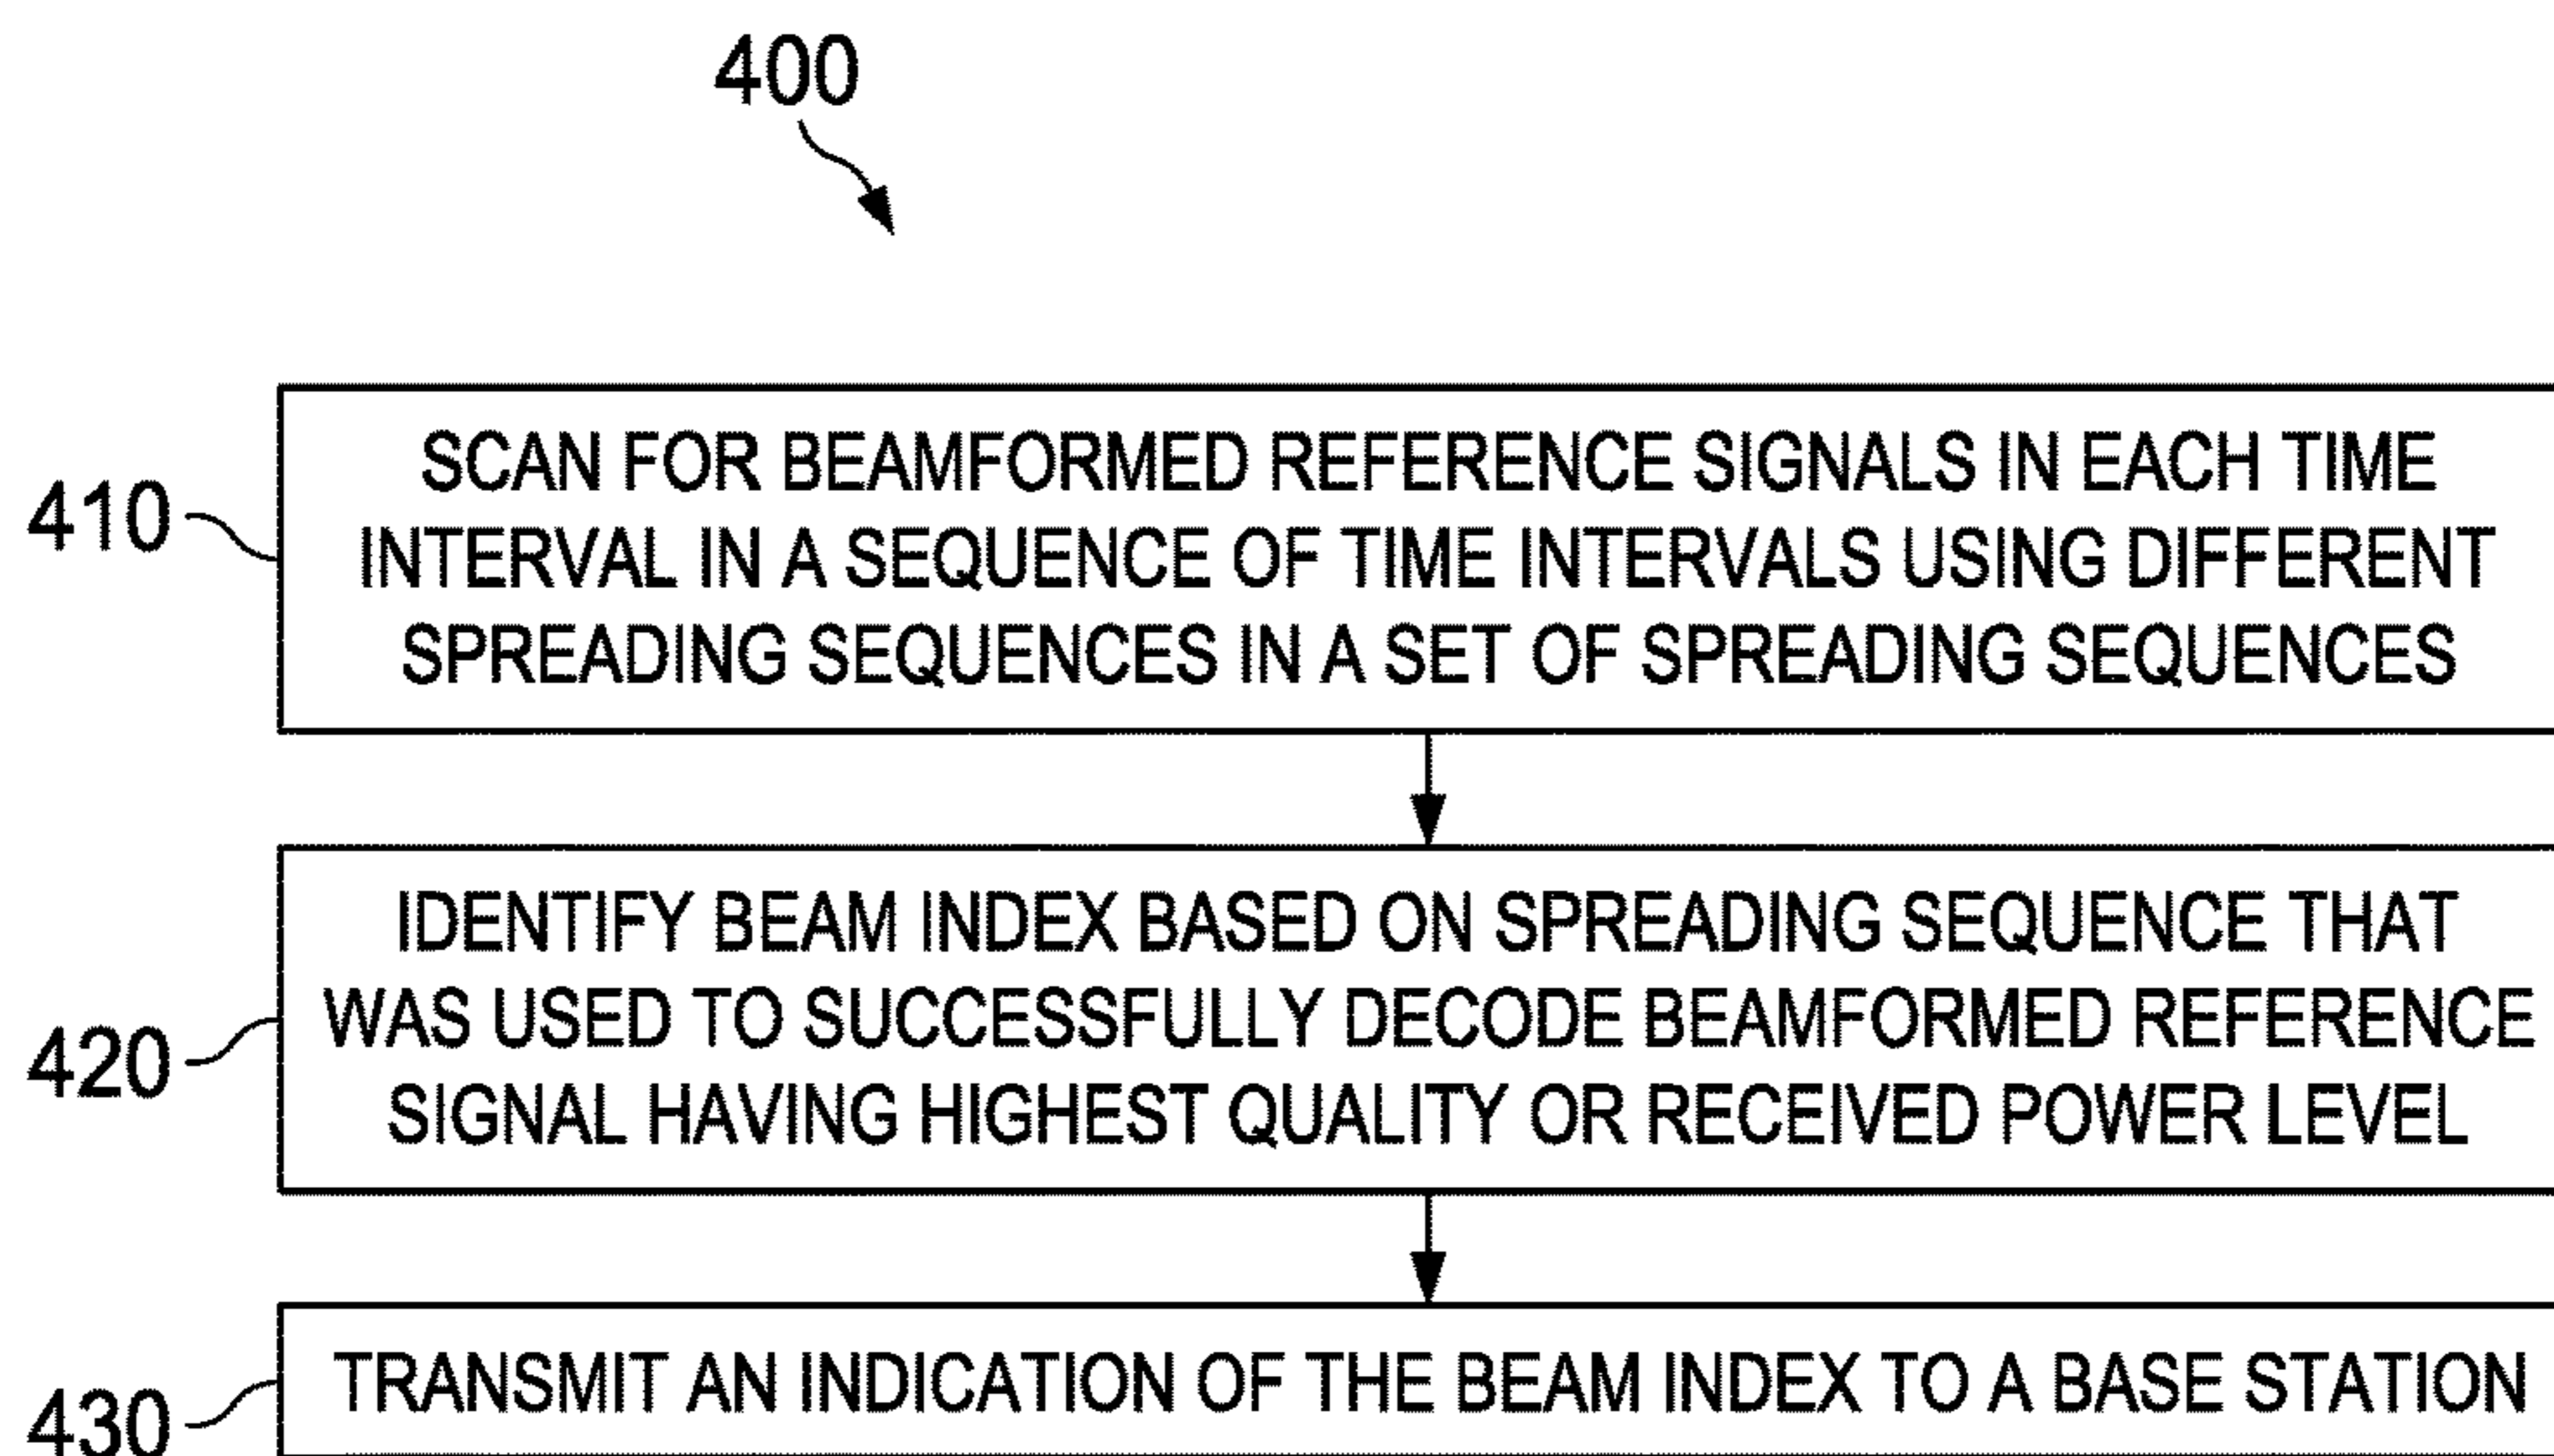 400
410
SCAN FOR BEAMFORMED REFERENCE SIGNALS IN EACH TIME
INTERVAL IN A SEQUENCE OF TIME INTERVALS USING DIFFERENT
SPREADING SEQUENCES IN A SET OF SPREADING SEQUENCES
420
IDENTIFY BEAM INDEX BASED ON SPREADING SEQUENCE THAT
WAS USED TO SUCCESSFULLY DECODE BEAMFORMED REFERENCE
SIGNAL HAVING HIGHEST QUALITY OR RECEIVED POWER LEVEL
430
TRANSMIT AN INDICATION OF THE BEAM INDEX TO A BASE STATION